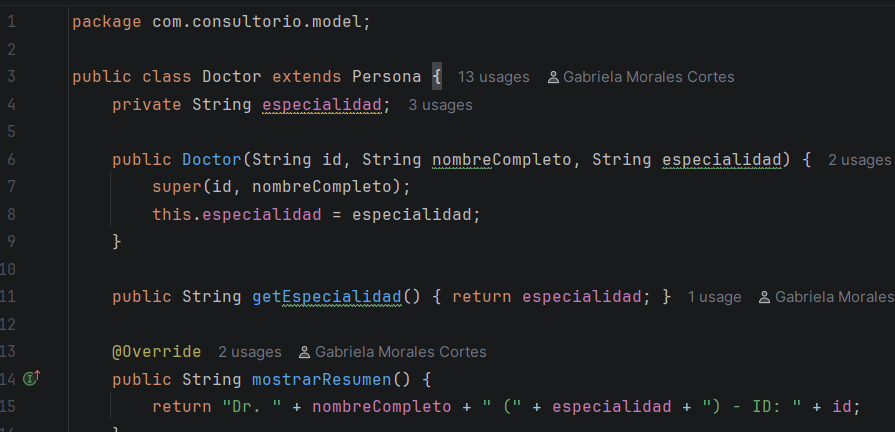 1 package com.consultorio.model;
2
3 public class Doctor extends Persona { 13 usages Gabriela Morales Cortes
4 private String especialidad; 3 usages
5
6 public Doctor(String id, String nombreCompleto, String especialidad) { 2 usages
7 super(id, nombreCompleto);
8 this.especialidad = especialidad;
9 }
10
11 public String getEspecialidad() { return especialidad; } 1 usage Gabriela Morales
12
13 @Override 2 usages Gabriela Morales Cortes
14 public String mostrarResumen() {
15 return "Dr. " + nombreCompleto + " (" + especialidad + ") - ID: " + id;